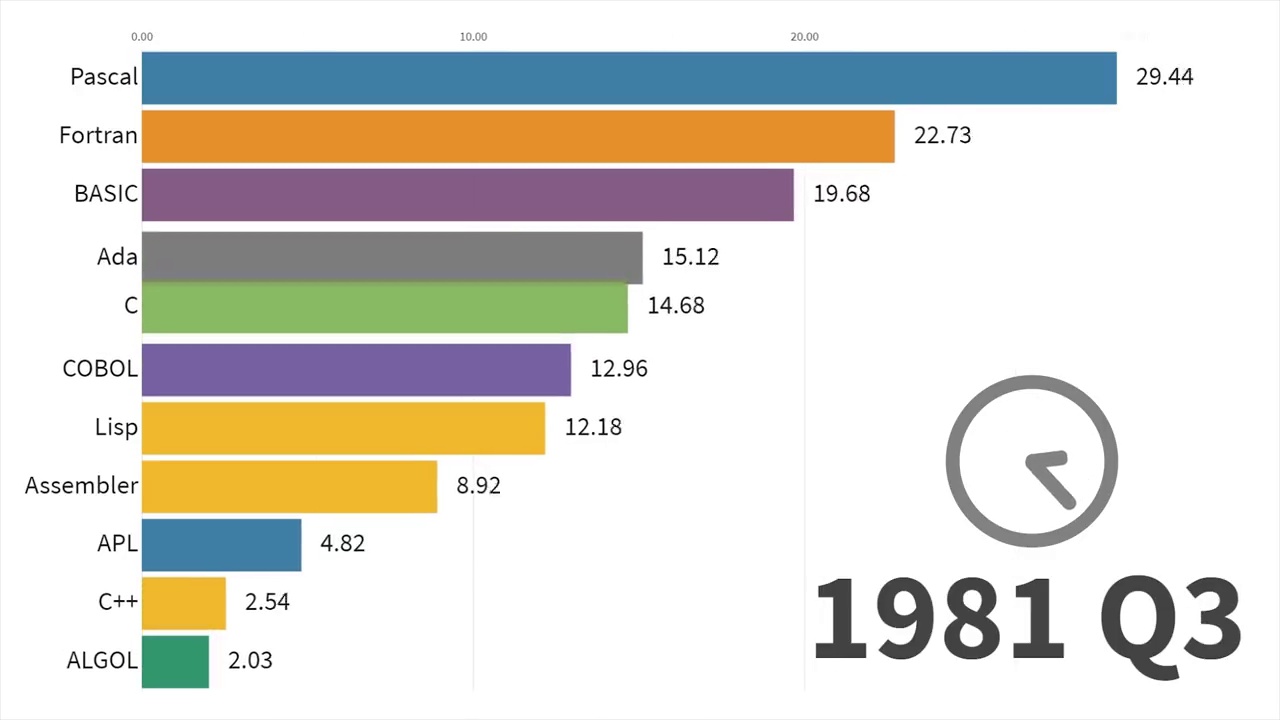 0.00 10.00 20.00
Pascal 29.44
Fortran 22.73
BASIC 19.68
Ada 15.12
C 14.68
COBOL 12.96
Lisp 12.18
Assembler 8.92
APL 4.82
C++ 2.54
ALGOL 2.03
1981 Q3